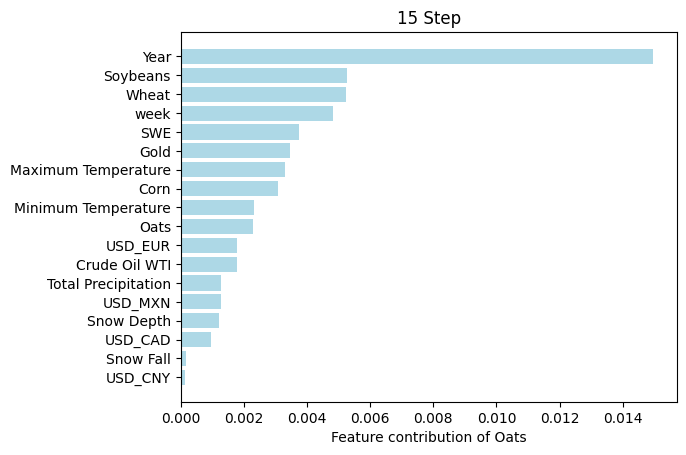 15 Step
Year
Soybeans
Wheat
week
SWE
Gold
Maximum Temperature
Corn
Minimum Temperature
Oats
USD_EUR
Crude Oil WTI
Total Precipitation
USD_MXN
Snow Depth
USD_CAD
Snow Fall
USD_CNY
0.000 0.002 0.004 0.006 0.008 0.010 0.012 0.014
Feature contribution of Oats